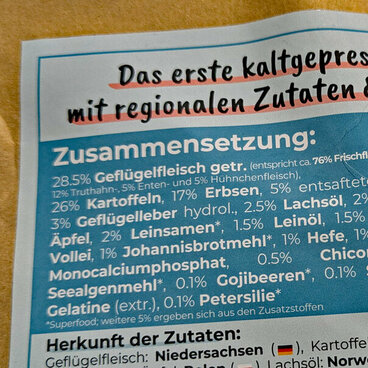 Das erste kaltgepres
mit regionalen Zutaten &
Zusammensetzung:
28.5% Geflügelfleisch getr. (entspricht ca. 76% Frischfl
12% Truthahn-, 5% Enten- und 5% Hühnchenfleisch),
26% Kartoffeln, 17% Erbsen, 5% entsaftete
3% Geflügelleber hydrol., 2.5% Lachsöl, 2%
Äpfel, 2% Leinsamen*, 1.5% Leinöl, 1.5%
Vollei, 1% Johannisbrotmehl*, 1% Hefe, 1%
Monocalciumphosphat, 0.5% Chicor
Seealgenmehl*, 0.1% Gojibeeren*, 0.1% S
Gelatine (extr.), 0.1% Petersilie*
*Superfood; weitere 5% ergeben sich aus den Zusatzstoffen
Herkunft der Zutaten:
Geflügelfleisch: Niedersachsen ( ), Kartoffe
Lachsöl: Norw